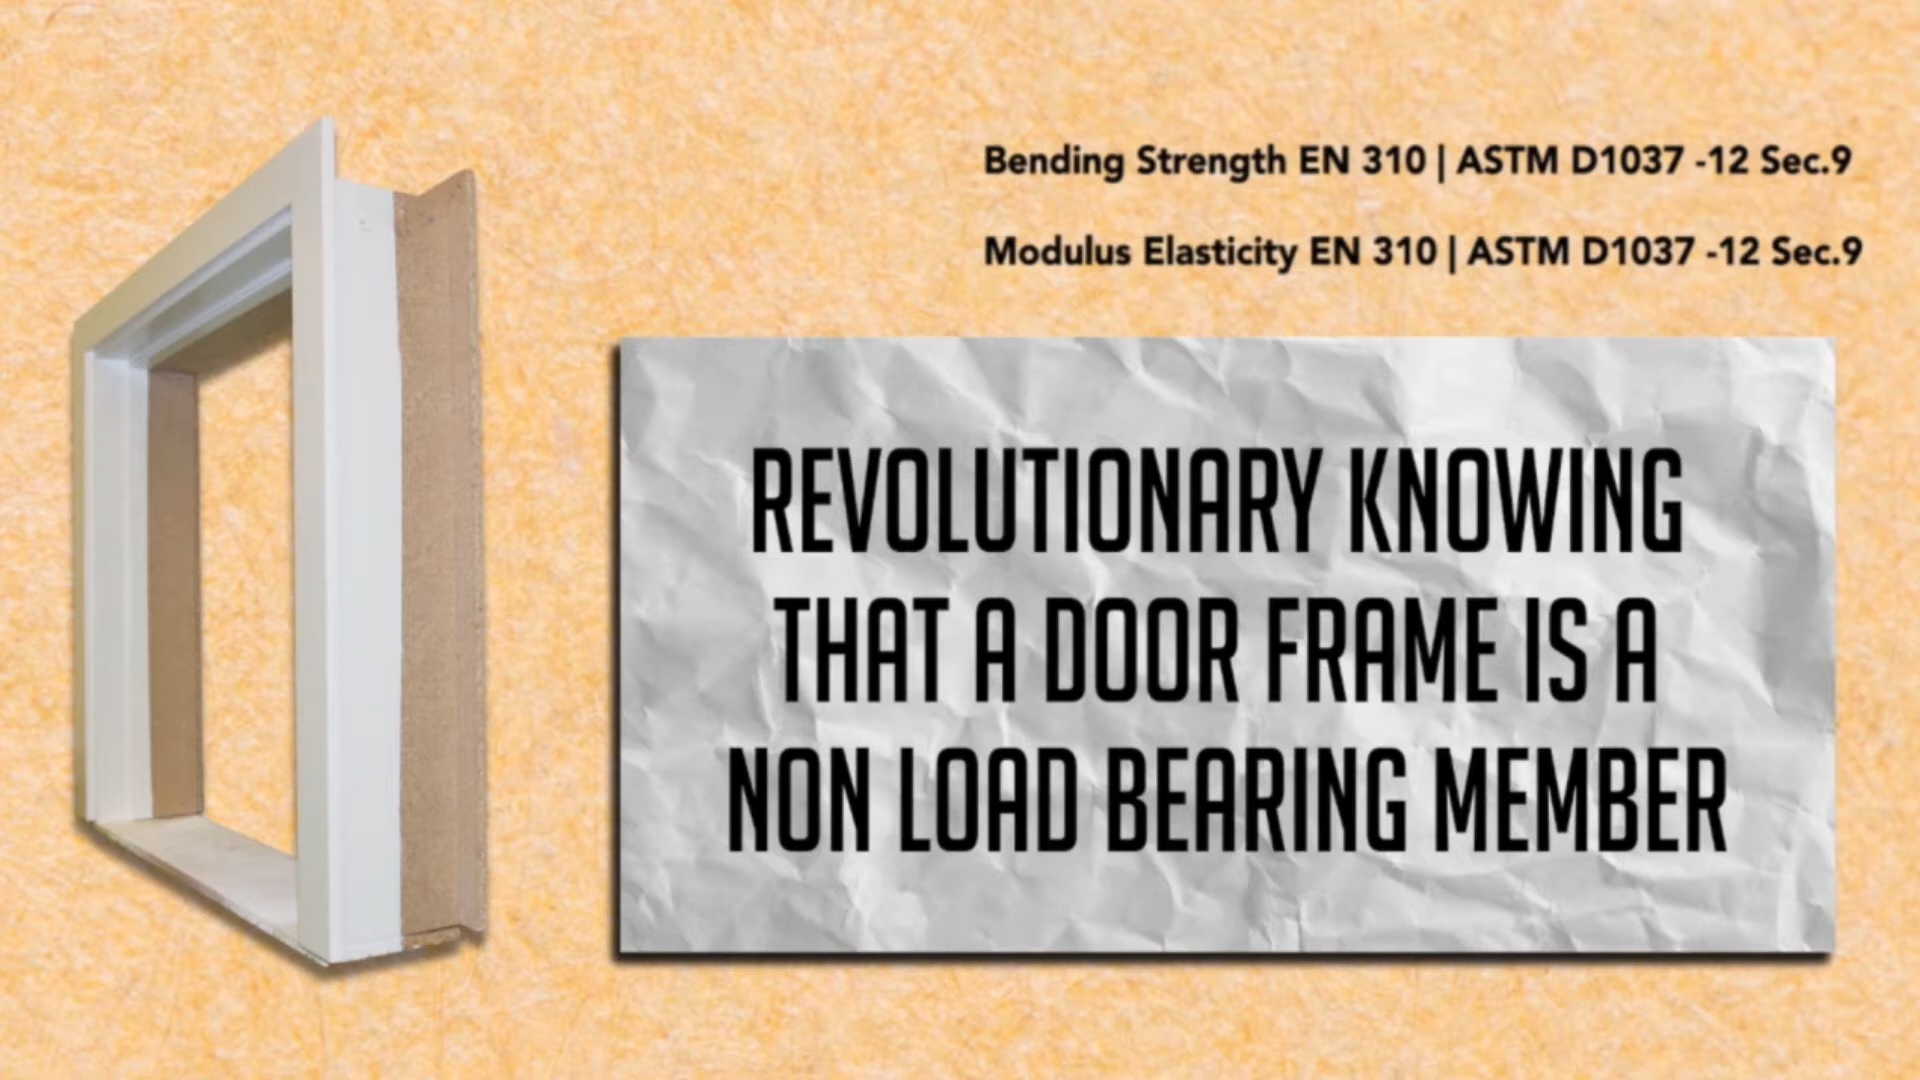 Bending Strength EN 310 | ASTM D1037 -12 Sec.9
Modulus Elasticity EN 310 | ASTM D1037 -12 Sec.9
REVOLUTIONARY KNOWING
THAT A DOOR FRAME IS A
NON LOAD BEARING MEMBER